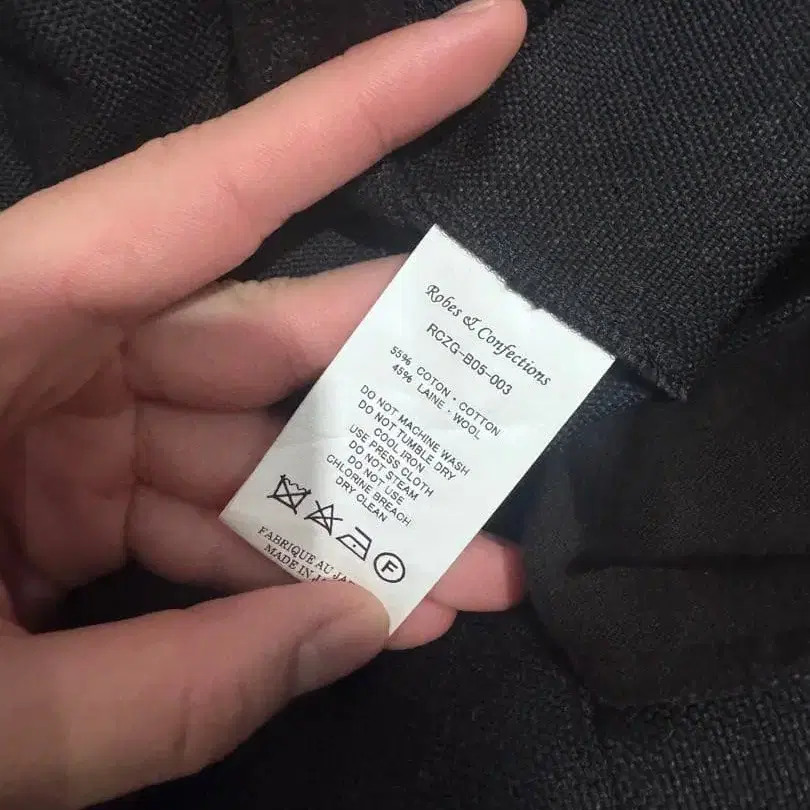 Robes & Confections
RCZG-B05-003
55% COTON · COTTON
45% LAINE · WOOL
DO NOT MACHINE WASH
DO NOT TUMBLE DRY
COOL IRON
USE PRESS CLOTH
DO NOT STEAM
DO NOT USE
CHLORINE BREACH
DRY CLEAN
F
FABRIQUE AU
MADE IN